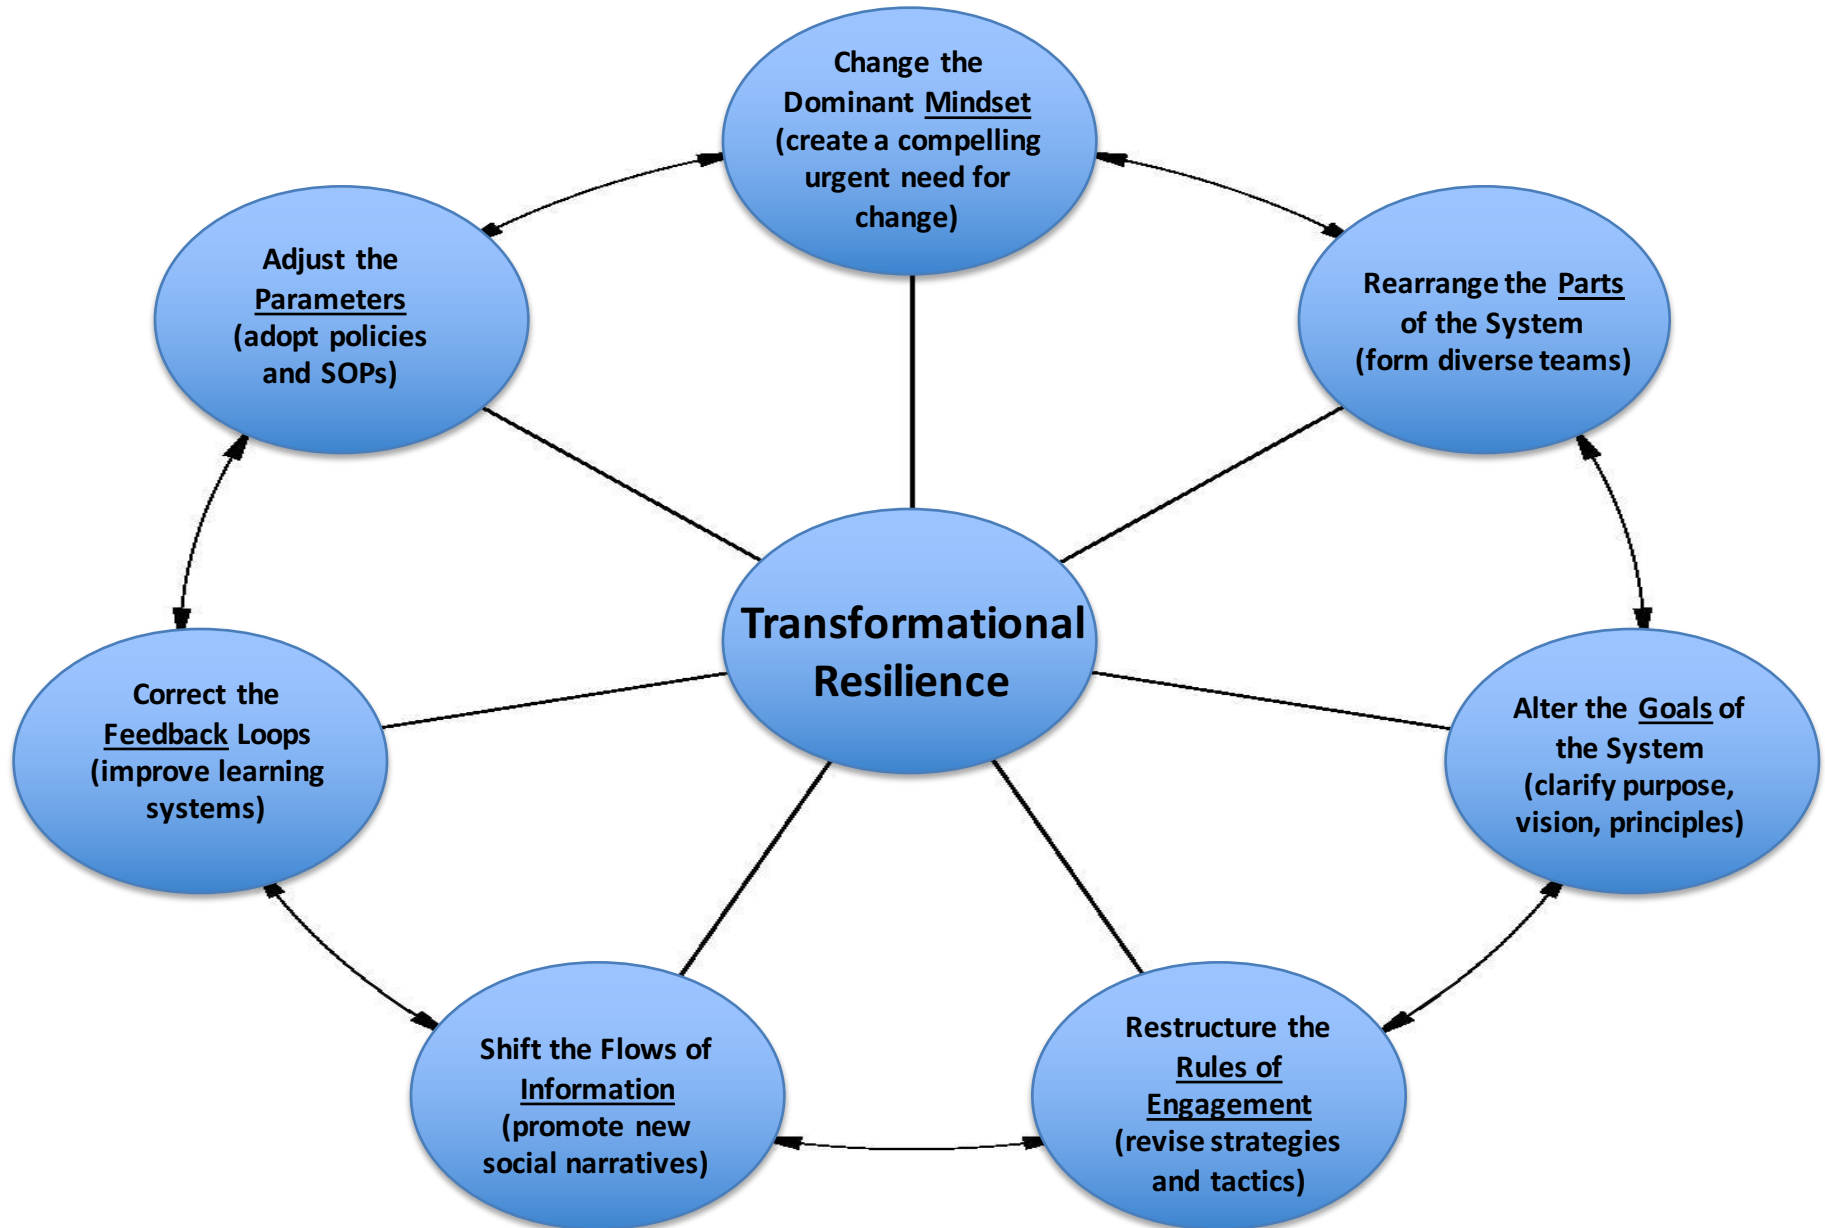 Change the
Dominant Mindset
(create a compelling
urgent need for
change)
Rearrange the Parts
of the System
(form diverse teams)
Alter the Goals of
the System
(clarify purpose,
vision, principles)
Restructure the
Rules of
Engagement
(revise strategies
and tactics)
Shift the Flows of
Information
(promote new
social narratives)
Correct the
Feedback Loops
(improve learning
systems)
Adjust the
Parameters
(adopt policies
and SOPs)
Transformational
Resilience